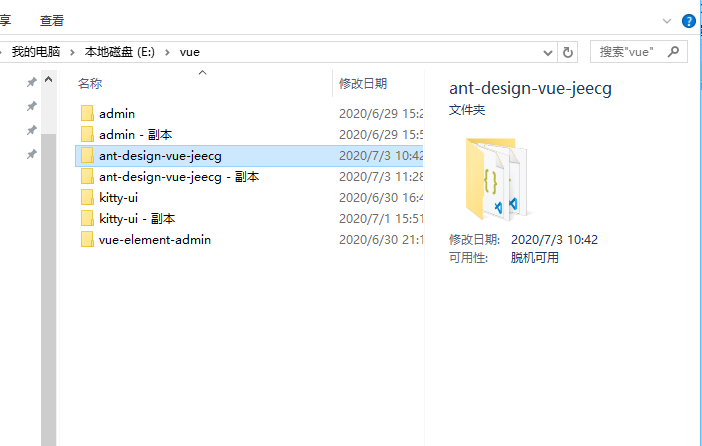 享 查看
我的电脑 本地磁盘 (E:) vue 搜索"vue"
名称 修改日期
admin 2020/6/29 15:2
admin - 副本 2020/6/29 15:5
ant-design-vue-jeecg 2020/7/3 10:42
ant-design-vue-jeecg - 副本 2020/7/3 11:28
kitty-ui 2020/6/30 16:4
kitty-ui - 副本 2020/7/1 15:51
vue-element-admin 2020/6/30 21:1
ant-design-vue-jeecg
文件夹
修改日期: 2020/7/3 10:42
可用性: 脱机可用